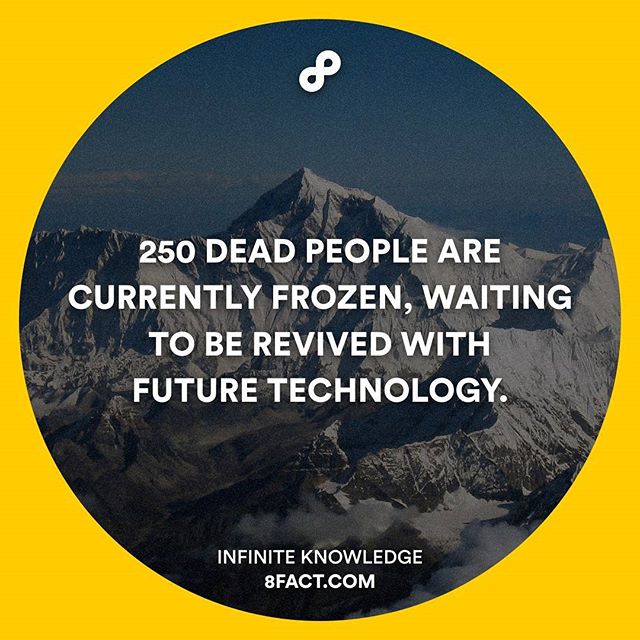 250 DEAD PEOPLE ARE
CURRENTLY FROZEN, WAITING
TO BE REVIVED WITH
FUTURE TECHNOLOGY.
INFINITE KNOWLEDGE
8FACT.COM